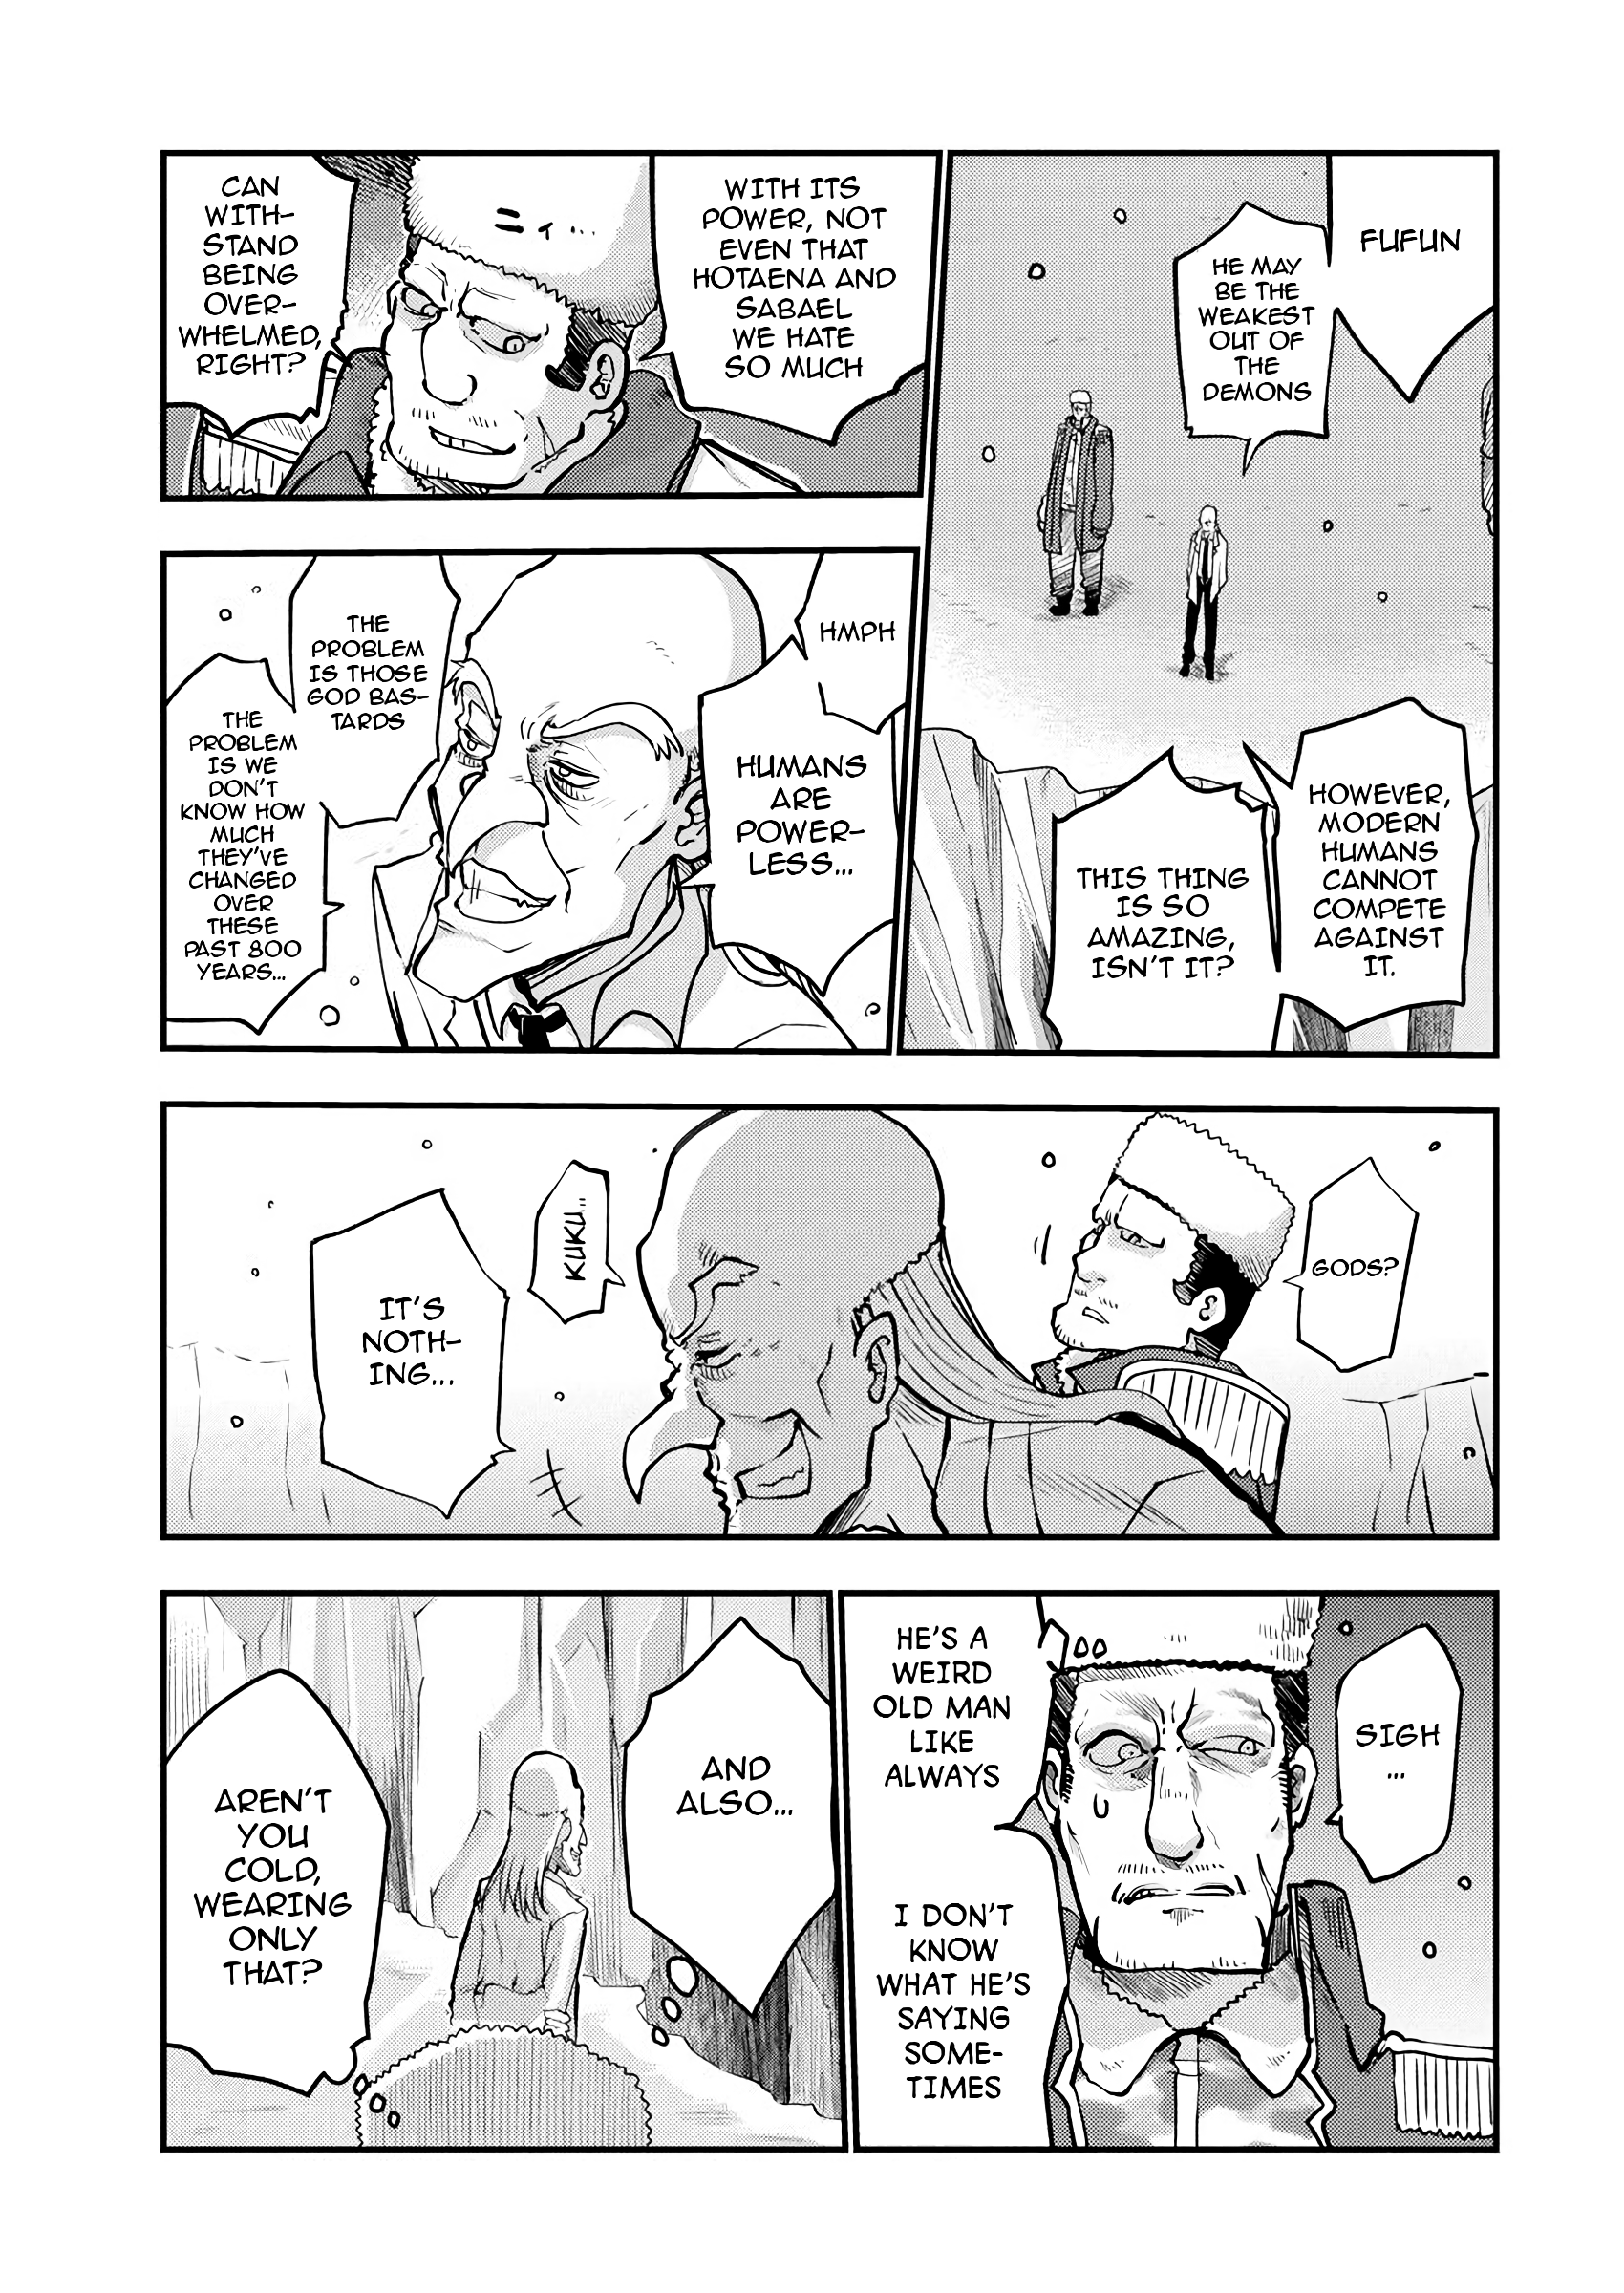 FUFUN
HE MAY
BE THE
WEAKEST
OUT OF
THE
DEMONS
HOWEVER,
MODERN
HUMANS
CANNOT
COMPETE
AGAINST
IT.
THIS THING
IS SO
AMAZING,
ISN'T IT?
WITH ITS
POWER, NOT
EVEN THAT
HOTAENA AND
SABAEL
WE HATE
SO MUCH
ニィ…
CAN
WITH-
STAND
BEING
OVER-
WHELMED,
RIGHT?
HMPH
HUMANS
ARE
POWER-
LESS...
THE
PROBLEM
IS THOSE
GOD BAS-
TARDS
THE
PROBLEM
IS WE
DON'T
KNOW HOW
MUCH
THEY'VE
CHANGED
OVER
THESE
PAST 800
YEARS...
GODS?
KUKU...
IT'S
NOTH-
ING...
SIGH
...
HE'S A
WEIRD
OLD MAN
LIKE
ALWAYS
I DON'T
KNOW
WHAT HE'S
SAYING
SOME-
TIMES
AND
ALSO...
AREN'T
YOU
COLD,
WEARING
ONLY
THAT?